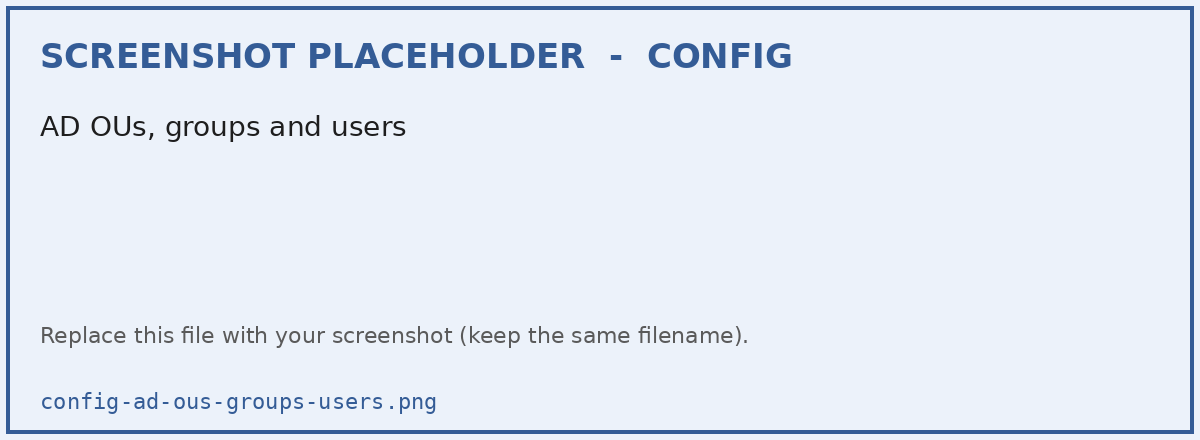 SCREENSHOT PLACEHOLDER - CONFIG
AD OUs, groups and users
Replace this file with your screenshot (keep the same filename).
config-ad-ous-groups-users.png